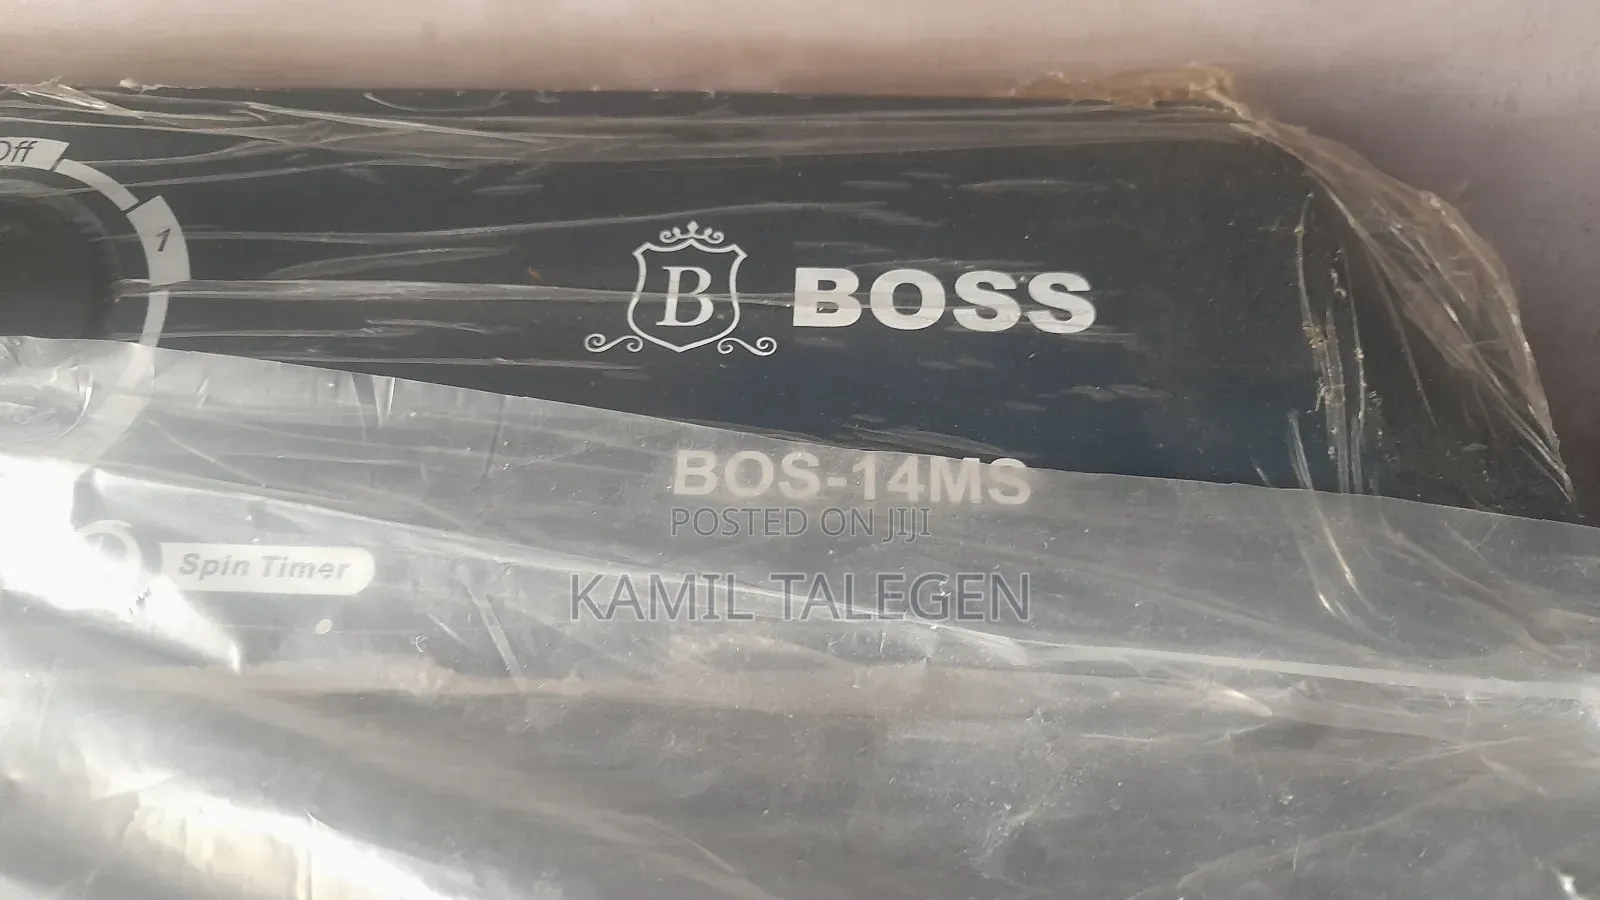 Off
1
B BOSS
BOS-14MS
POSTED ON JIJI
Spin Timer
KAMIL TALEGEN